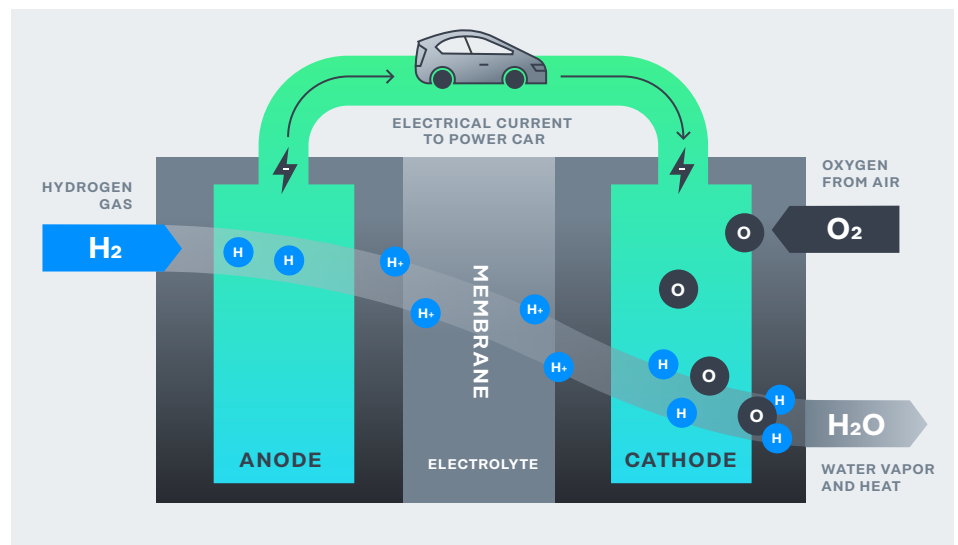 ELECTRICAL CURRENT
TO POWER CAR
HYDROGEN
GAS
H₂
OXYGEN
FROM AIR
O₂
H
H
H+
H+
MEMBRANE
H+
H+
O
O
H
O
H
O
H
H
H₂O
ANODE
ELECTROLYTE
CATHODE
WATER VAPOR
AND HEAT